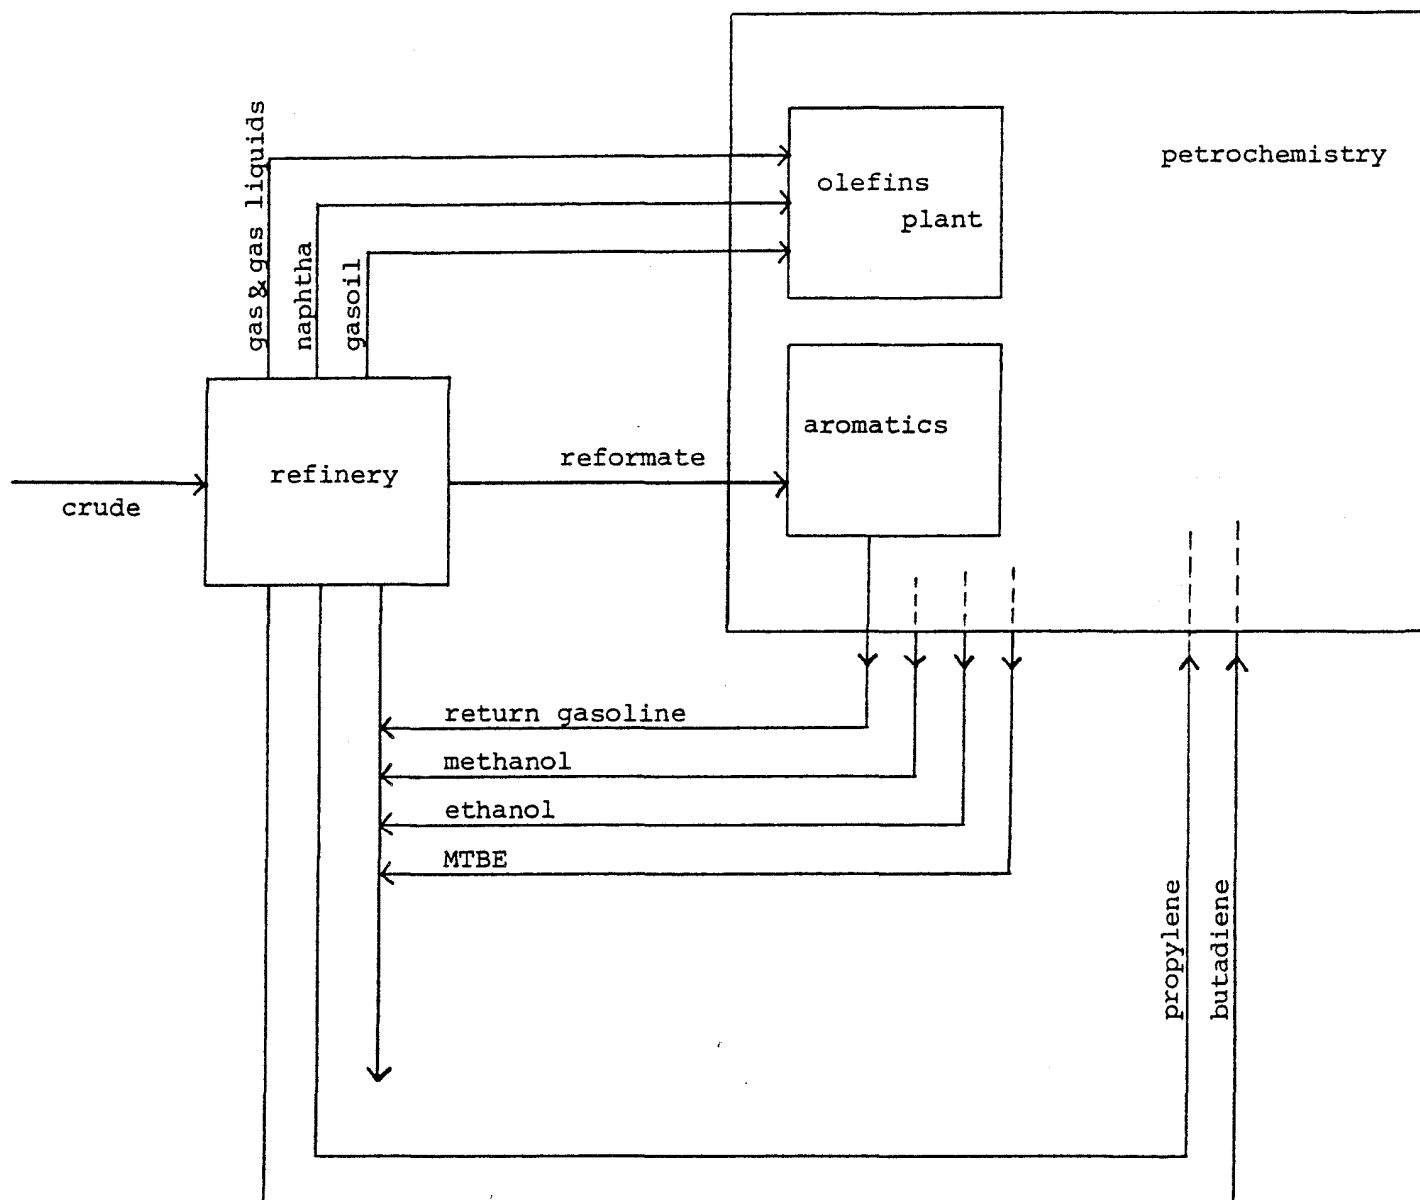 gas & gas liquids
naphtha
gasoil
olefins
plant
petrochemistry
aromatics
refinery
reformate
crude
return gasoline
methanol
ethanol
MTBE
propylene
butadiene